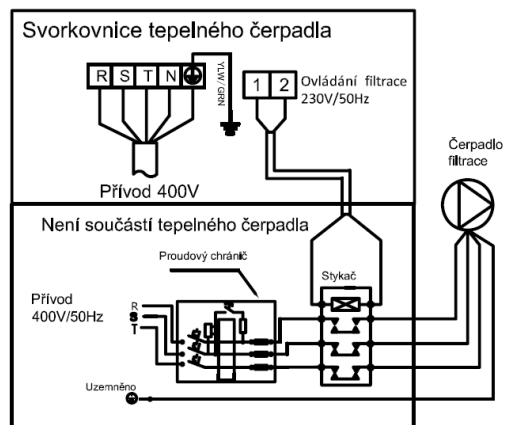 Svorkovnice tepelného čerpadla
R S T N
YLW/GRN
1 2
Ovládání filtrace
230V/50Hz
Přívod 400V
Čerpadlo
filtrace
Není součástí tepelného čerpadla
Proudový chránič
Stykač
Přívod
400V/50Hz
R
S
T
Uzemněno